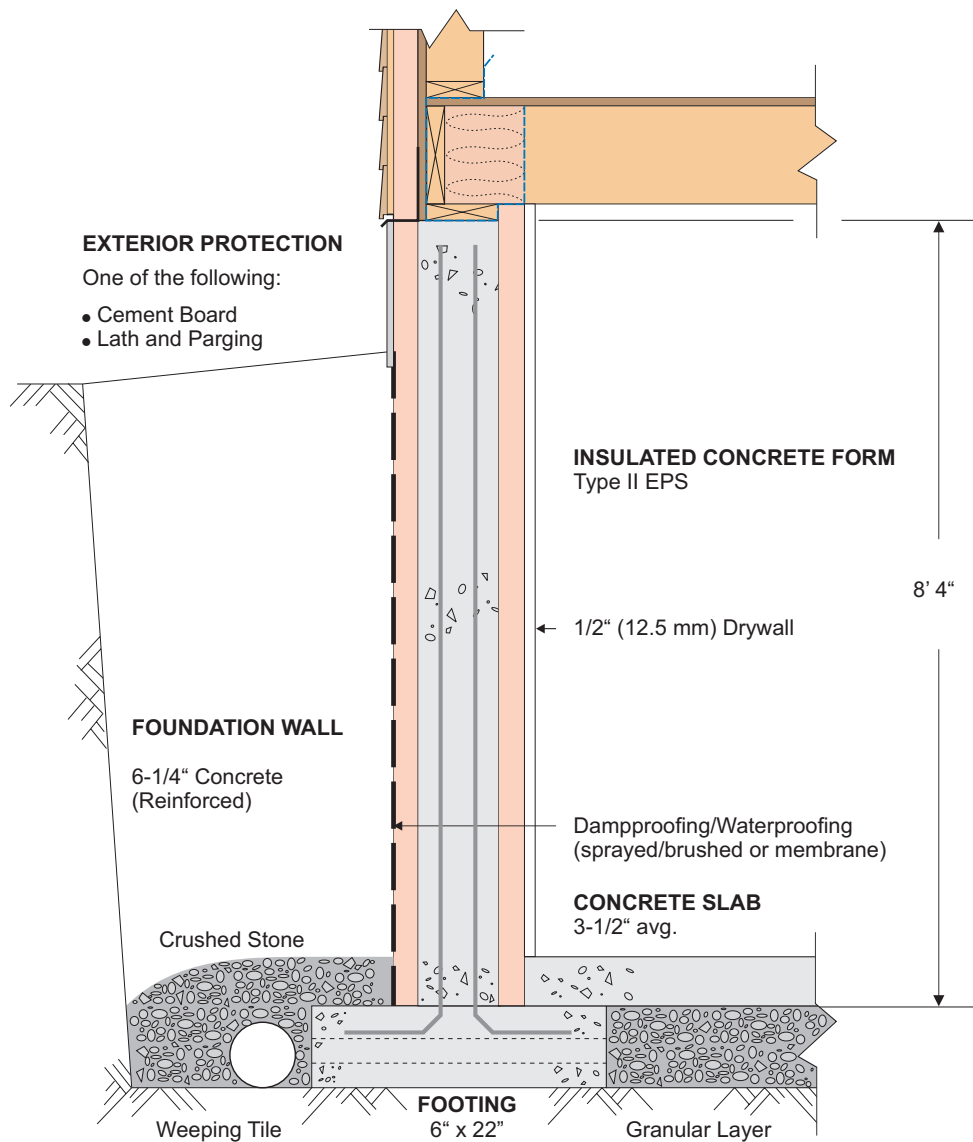 EXTERIOR PROTECTION
One of the following:
• Cement Board
• Lath and Parging
INSULATED CONCRETE FORM
Type II EPS
8’ 4“
1/2“ (12.5 mm) Drywall
FOUNDATION WALL
6-1/4“ Concrete
(Reinforced)
Dampproofing/Waterproofing
(sprayed/brushed or membrane)
CONCRETE SLAB
3-1/2“ avg.
Crushed Stone
Weeping Tile
FOOTING
6“ x 22”
Granular Layer